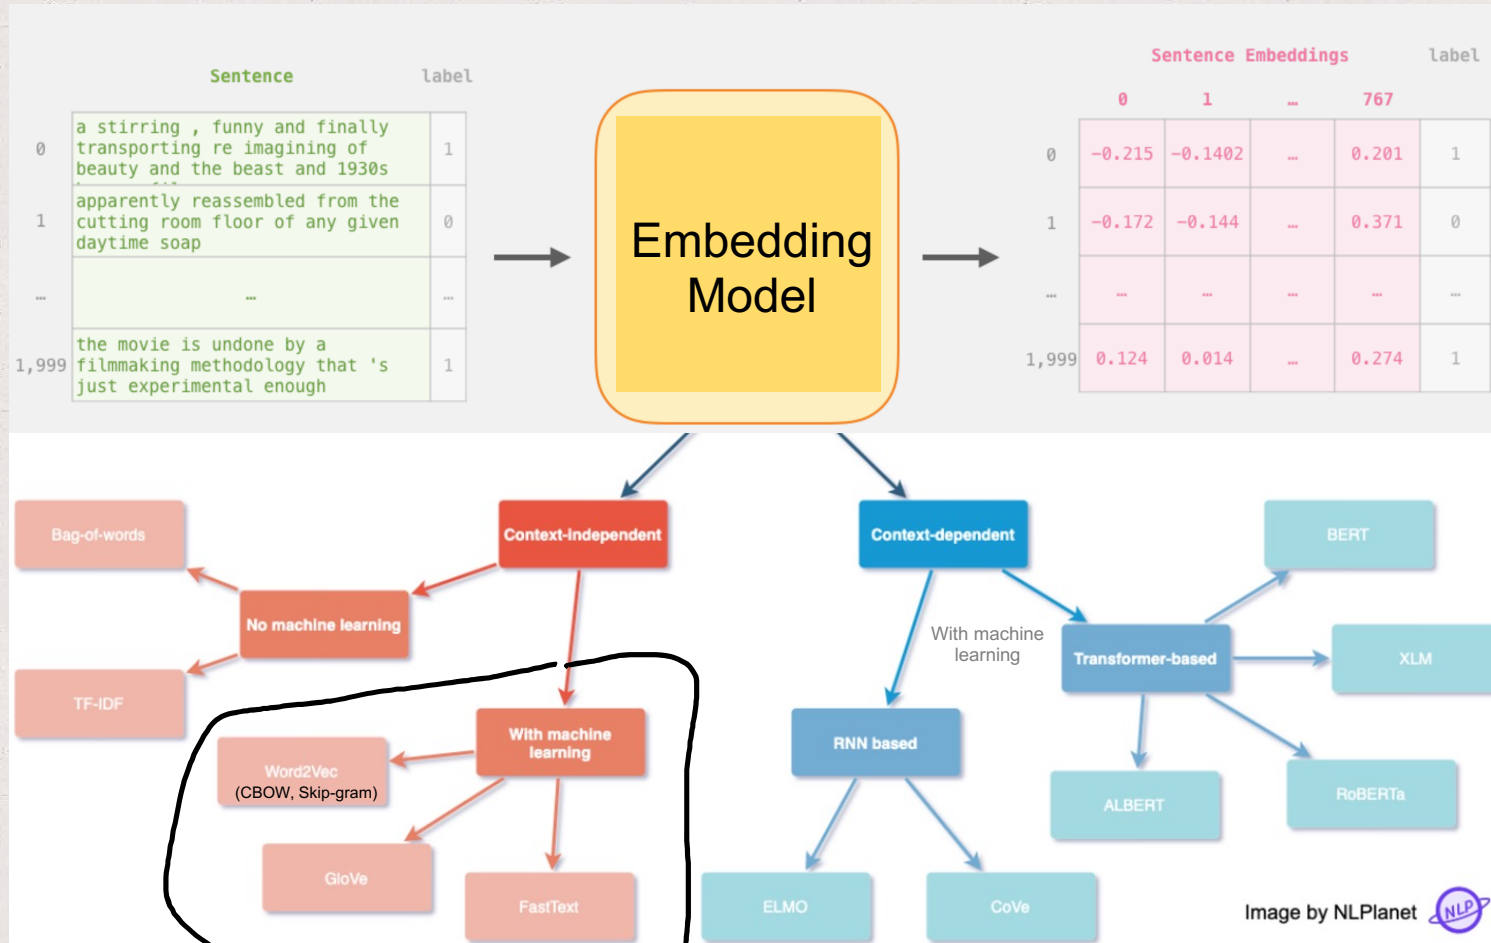 Sentence label
0 a stirring , funny and finally
transporting re imagining of
beauty and the beast and 1930s 1
1 apparently reassembled from the
cutting room floor of any given
daytime soap 0
… … …
1,999 the movie is undone by a
filmmaking methodology that 's
just experimental enough 1
Embedding
Model
Sentence Embeddings label
0 1 … 767
0 -0.215 -0.1402 … 0.201 1
1 -0.172 -0.144 … 0.371 0
… … … … … …
1,999 0.124 0.014 … 0.274 1
Bag-of-words
Context-independent
Context-dependent
BERT
No machine learning
With machine
learning
Transformer-based
XLM
TF-IDF
With machine
learning
RNN based
Word2Vec
(CBOW, Skip-gram)
ALBERT
RoBERTa
GloVe
FastText
ELMO
CoVe
Image by NLPlanet
NLP